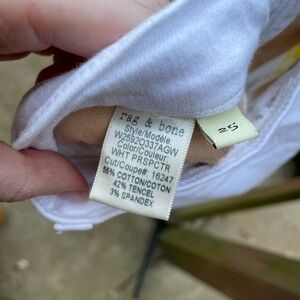 rag & bone
Style/Modele:
W2592Q337AGW
Color/Couleur
WHT PRSPCTR
Cut/Coupe#: 16247
55% COTTON/COTON
42% TENCEL
3% SPANDEX
25